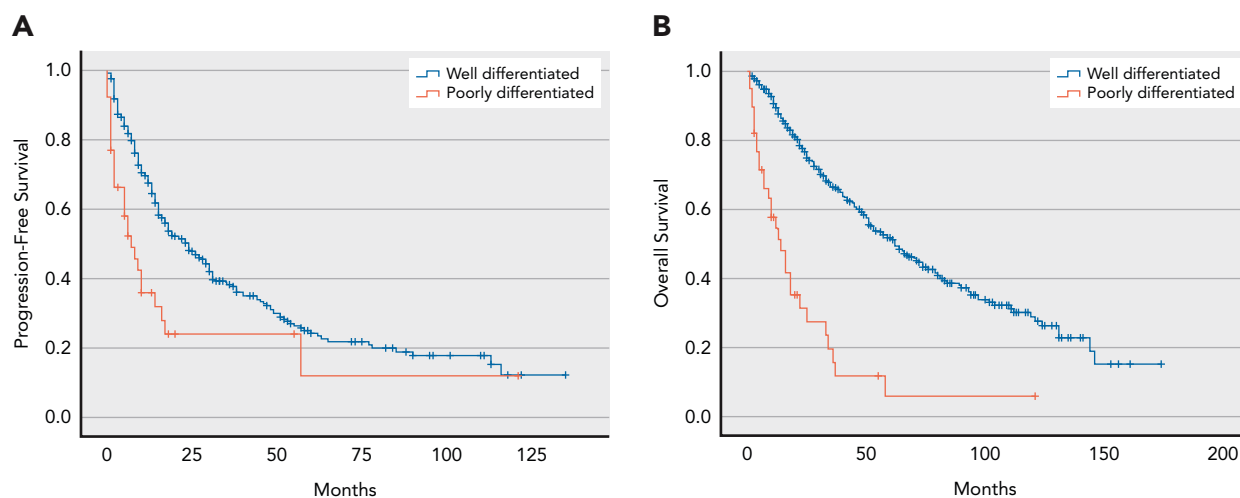 A
Progression-Free Survival
1.0
0.8
0.6
0.4
0.2
0.0
Well differentiated
Poorly differentiated
0 25 50 75 100 125
Months
B
Overall Survival
1.0
0.8
0.6
0.4
0.2
0.0
Well differentiated
Poorly differentiated
0 50 100 150 200
Months